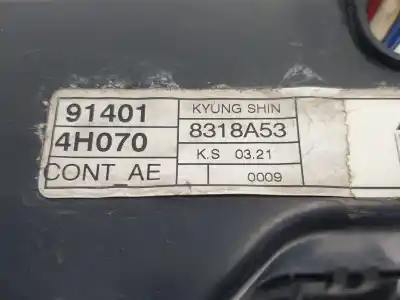 91401
4H070
CONT_AE
KYUNG SHIN
8318A53
K.S 03.21
0009